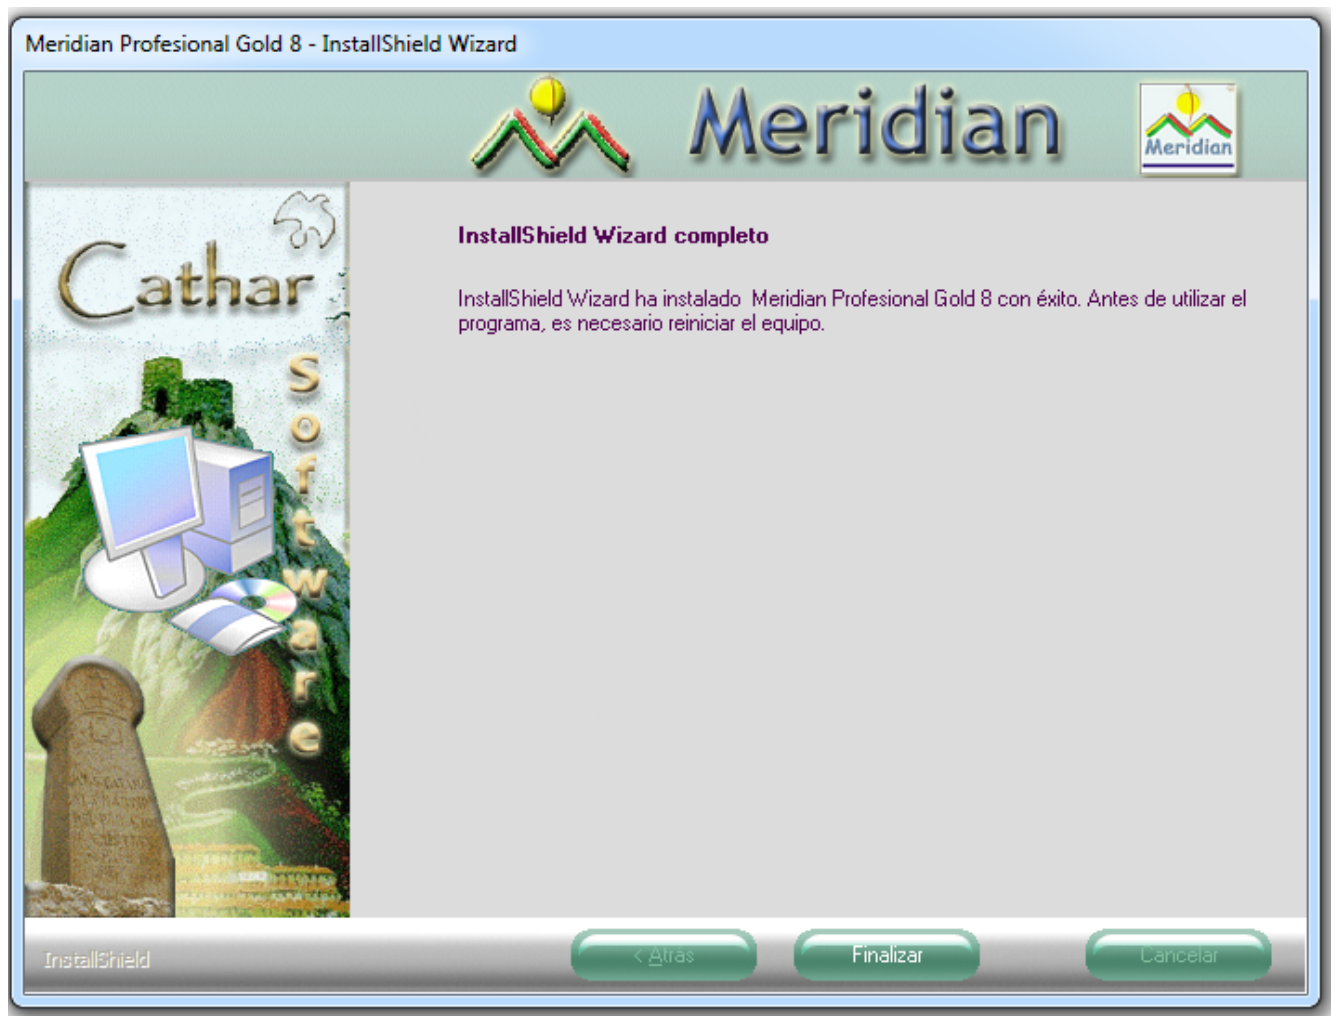 Meridian Profesional Gold 8 - InstallShield Wizard
Meridian
Meridian
Cathar
Software
InstallShield Wizard completo
InstallShield Wizard ha instalado  Meridian Profesional Gold 8 con éxito. Antes de utilizar el
programa, es necesario reiniciar el equipo.
InstallShield
< Atrás
Finalizar
Cancelar